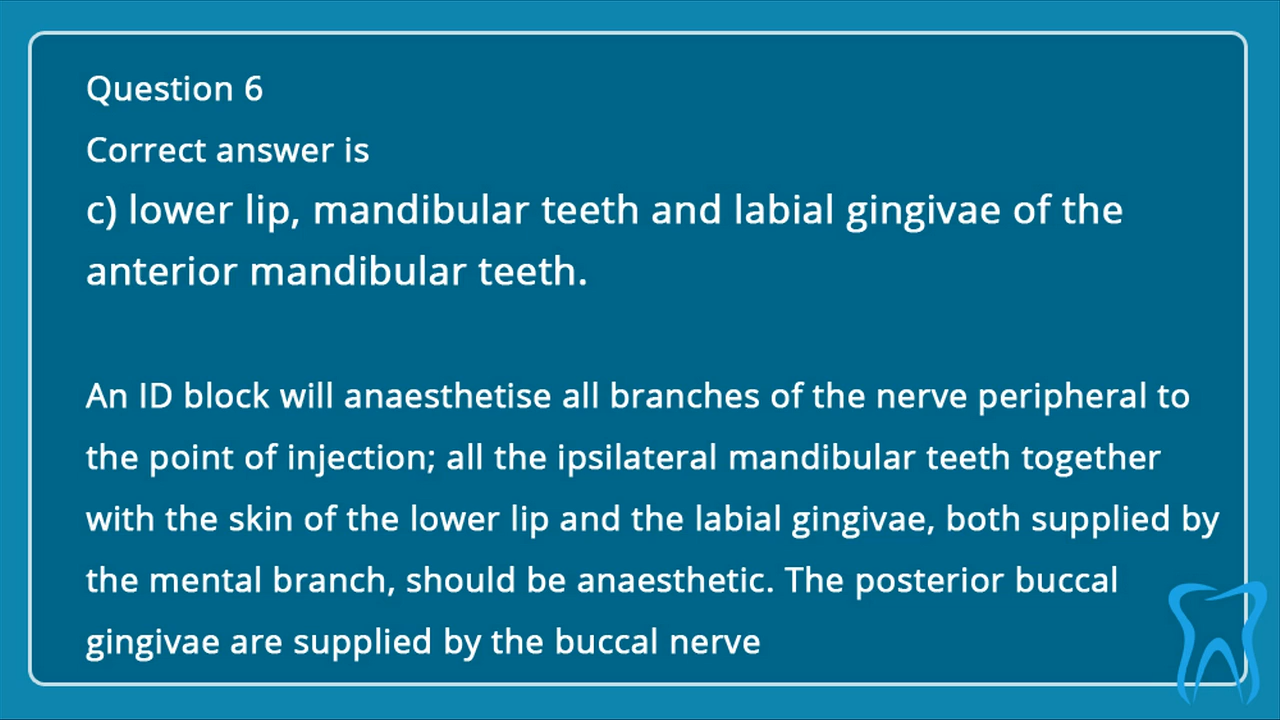 Question 6
Correct answer is
c) lower lip, mandibular teeth and labial gingivae of the
anterior mandibular teeth.
An ID block will anaesthetise all branches of the nerve peripheral to
the point of injection; all the ipsilateral mandibular teeth together
with the skin of the lower lip and the labial gingivae, both supplied by
the mental branch, should be anaesthetic. The posterior buccal
gingivae are supplied by the buccal nerve